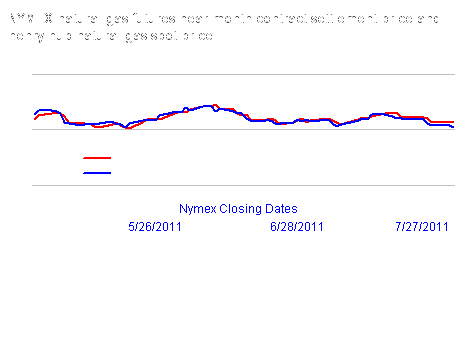 NYMEX natural gas futures near-month contract settlement price and
henry hub natural gas spot price
Nymex Closing Dates
5/26/2011 6/28/2011 7/27/2011